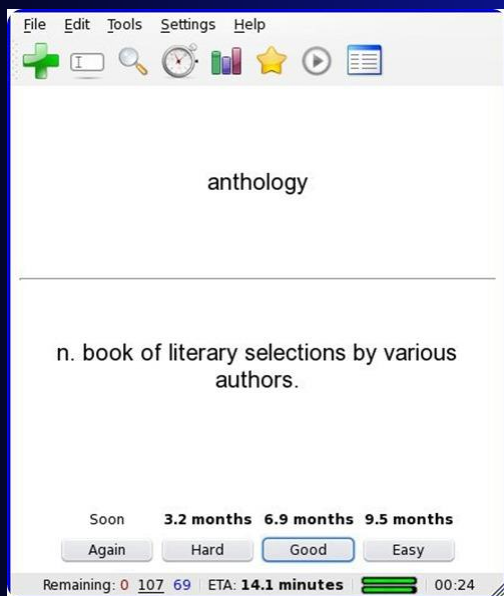 File Edit Tools Settings Help
anthology
n. book of literary selections by various
authors.
Soon 3.2 months 6.9 months 9.5 months
Again Hard Good Easy
Remaining: 0 107 69 ETA: 14.1 minutes 00:24